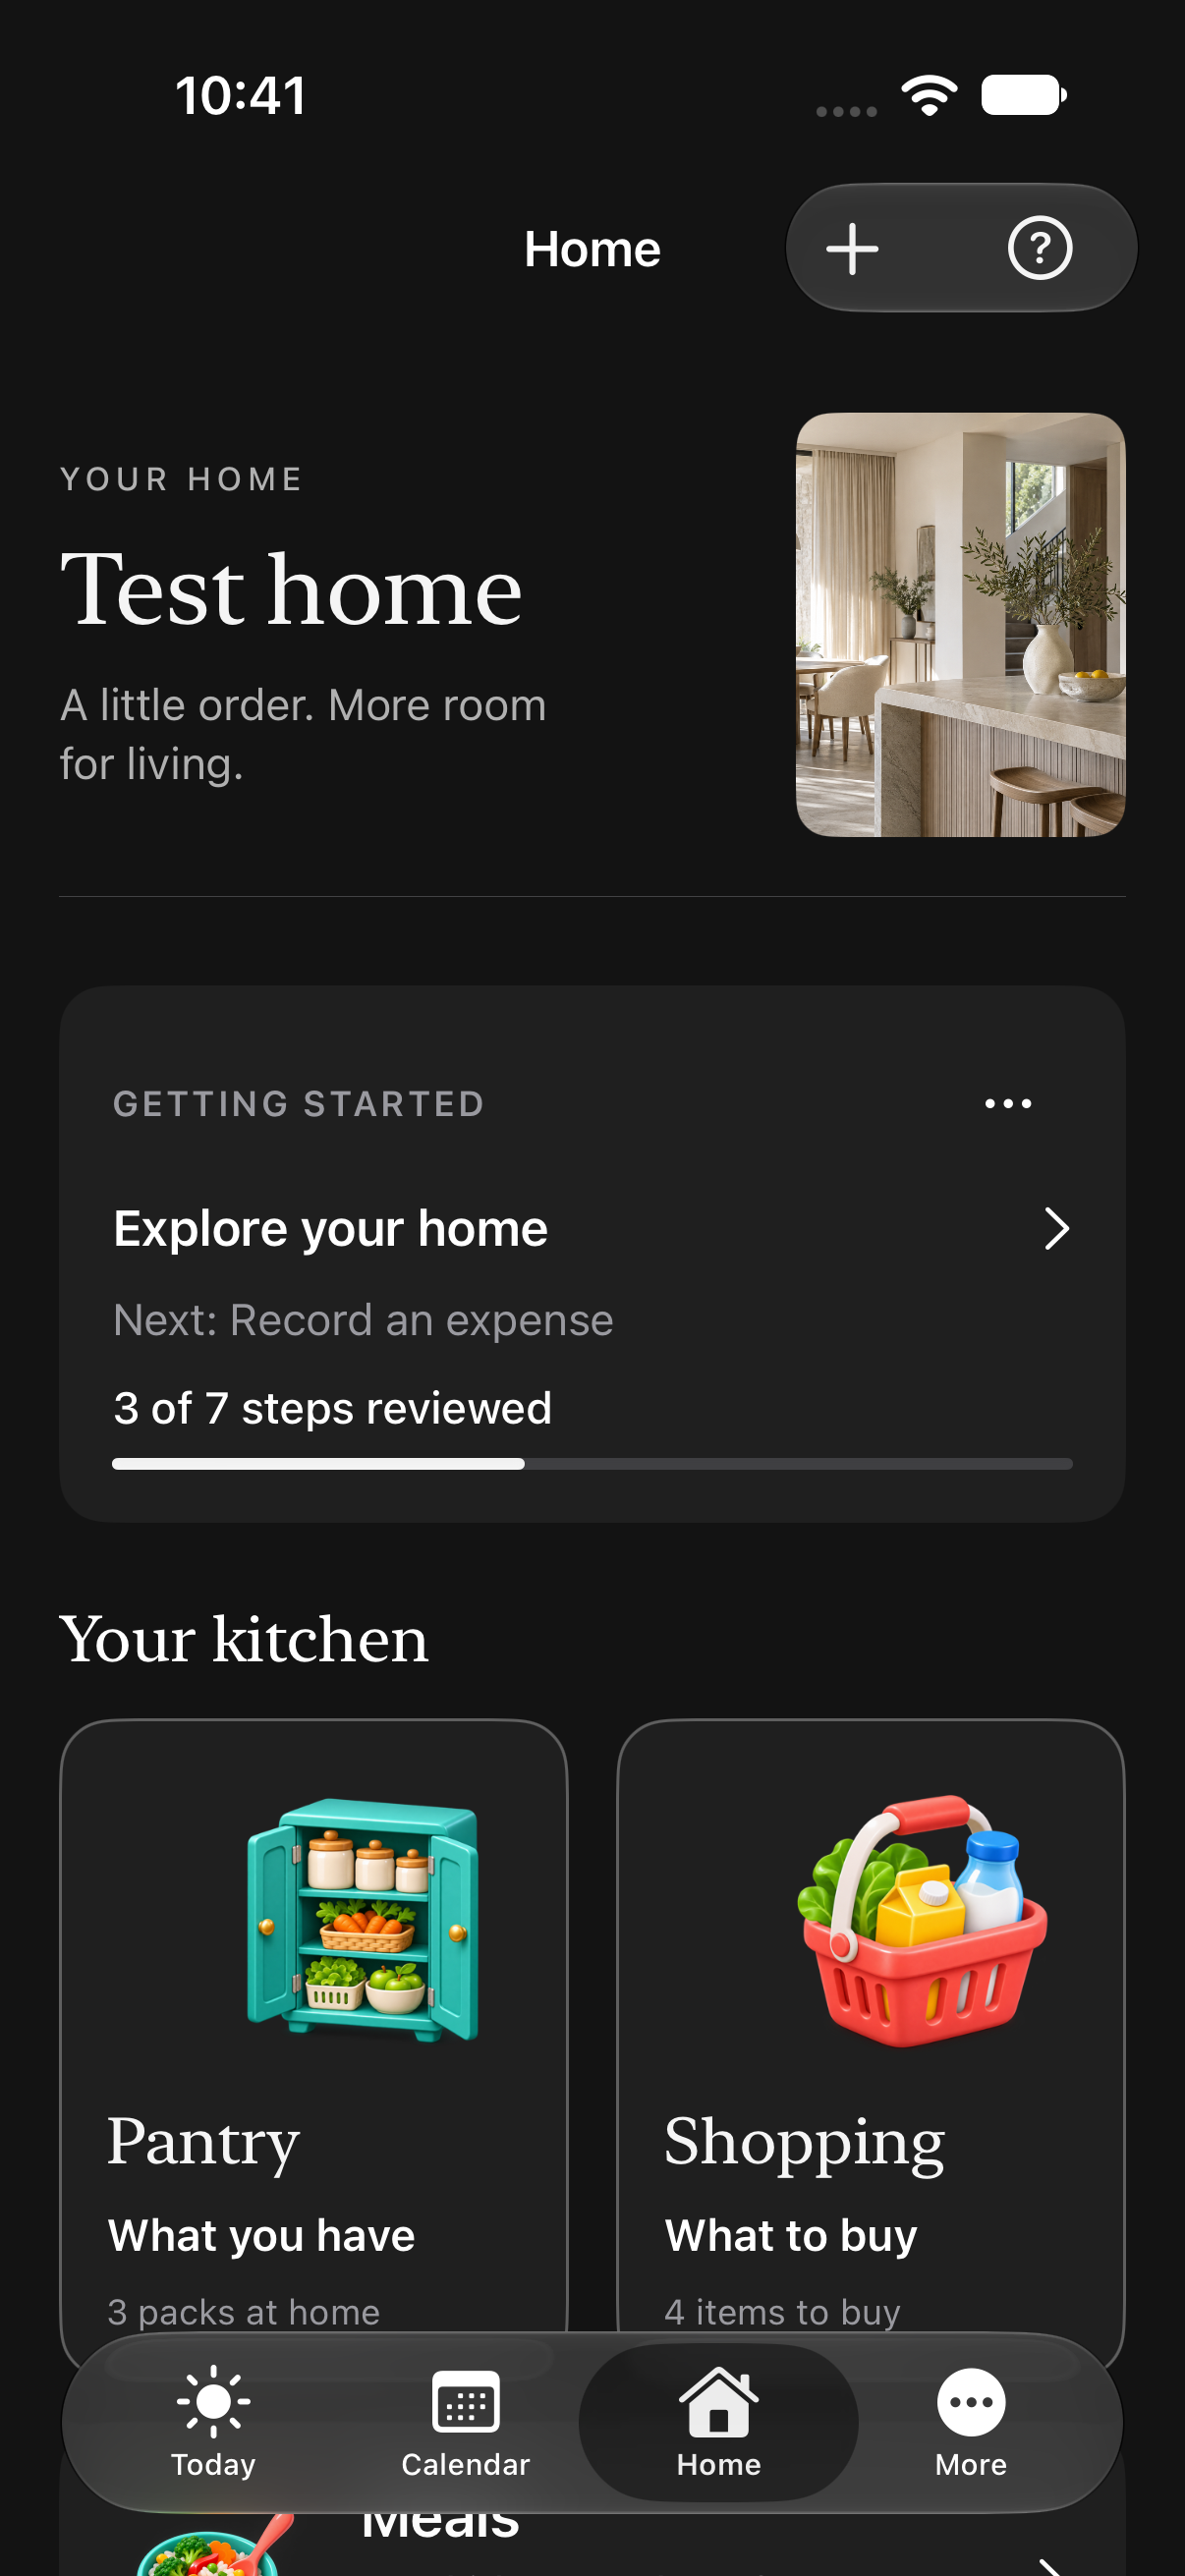 10:41
Home
YOUR HOME
Test home
A little order. More room
for living.
GETTING STARTED
Explore your home
Next: Record an expense
3 of 7 steps reviewed
Your kitchen
Pantry
Shopping
What you have
What to buy
3 packs at home
4 items to buy
Today
Calendar
Home
More
Meals